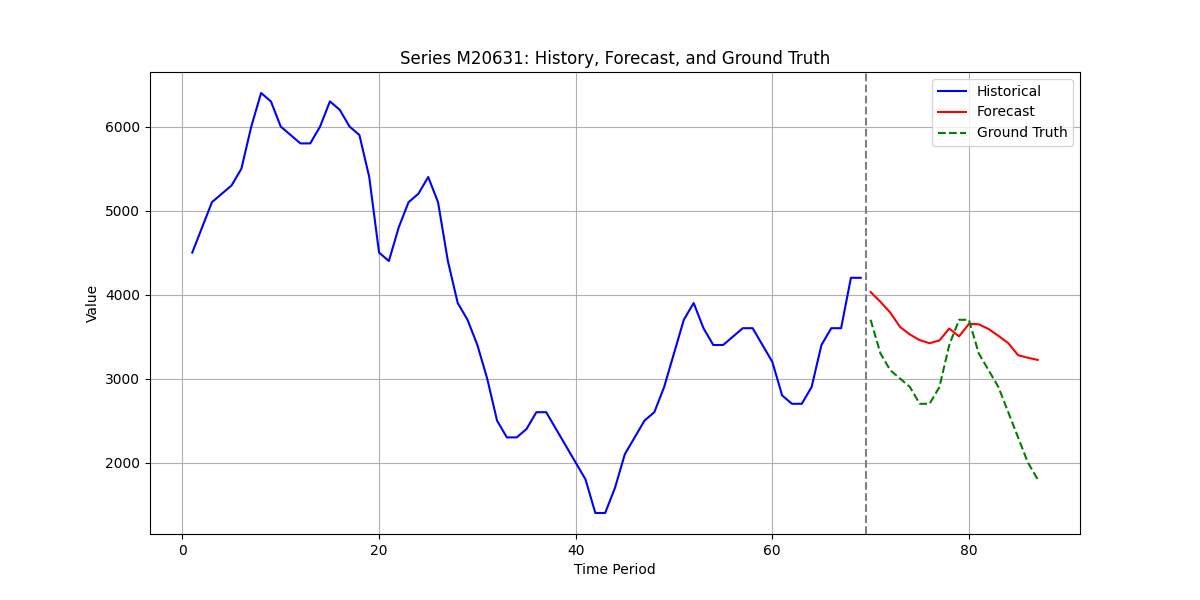 Series M20631: History, Forecast, and Ground Truth
Historical
Forecast
Ground Truth
6000
5000
4000
3000
2000
Value
0 20 40 60 80
Time Period